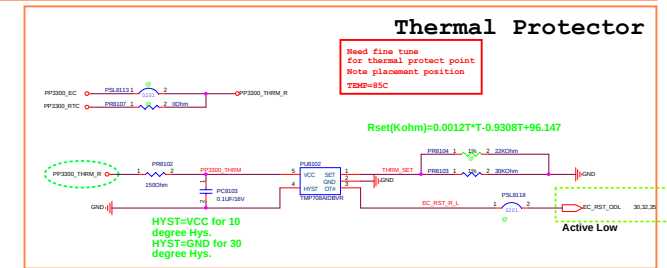 Thermal Protector
Need fine tune
for thermal protect point
Note placement position
TEMP=85C
PP3300_EC PSL8113 1 2 PP3300_THRM_R
0201
PP3300_RTC PR8107 1 2 0Ohm
Rset(Kohm)=0.0012T*T-0.9308T+96.147
PR8104 1 1% 2 22KOhm
PP3300_THRM_R 1 PR8102 2 PP3300_THRM 5 PU8102 1 THRM_SET PR8103 1 1% 2 30KOhm GND
VCC SET
GND 2 GND
150Ohm 4 HYST OT# 3
1 PC8103
2 0.1UF/16V TMP708AIDBVR
GND
EC_RST_R_L 1 PSL8118 2 EC_RST_ODL 30,32,35
0201
HYST=VCC for 10
degree Hys.
HYST=GND for 30
degree Hys.
Active Low